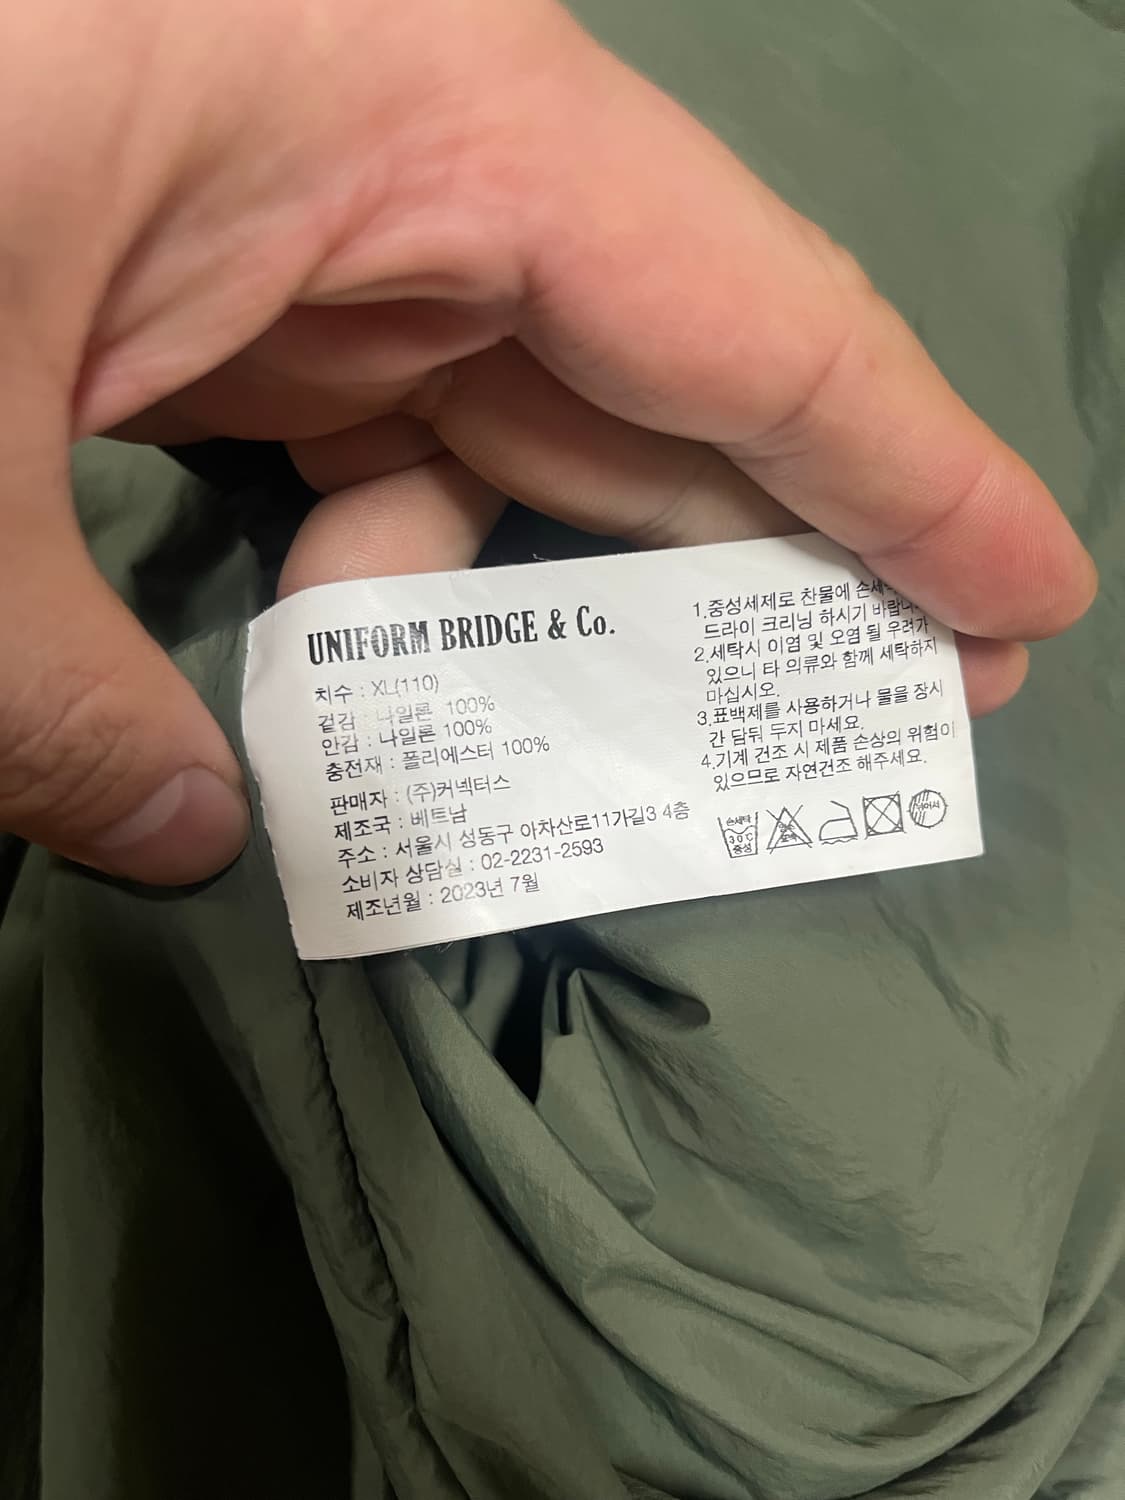 UNIFORM BRIDGE & Co.
치수 : XL(110)
겉감 : 나일론 100%
안감 : 나일론 100%
충전재 : 폴리에스터 100%
판매자 : (주)커넥터스
제조국 : 베트남
주소 : 서울시 성동구 아차산로11가길3 4층
소비자 상담실 : 02-2231-2593
제조년월 : 2023년 7월
1.중성세제로 찬물에
드라이 크리닝 하시기 바랍니
2.세탁시 이염 및 오염 될 우려가
있으니 타 의류와 함께 세탁하지
마십시오.
3.표백제를 사용하거나 물을 장시
간 담궈 두지 마세요.
4.기계 건조 시 제품 손상의 위험이
있으므로 자연건조 해주세요.
손세탁
30℃
중성
뉘어서